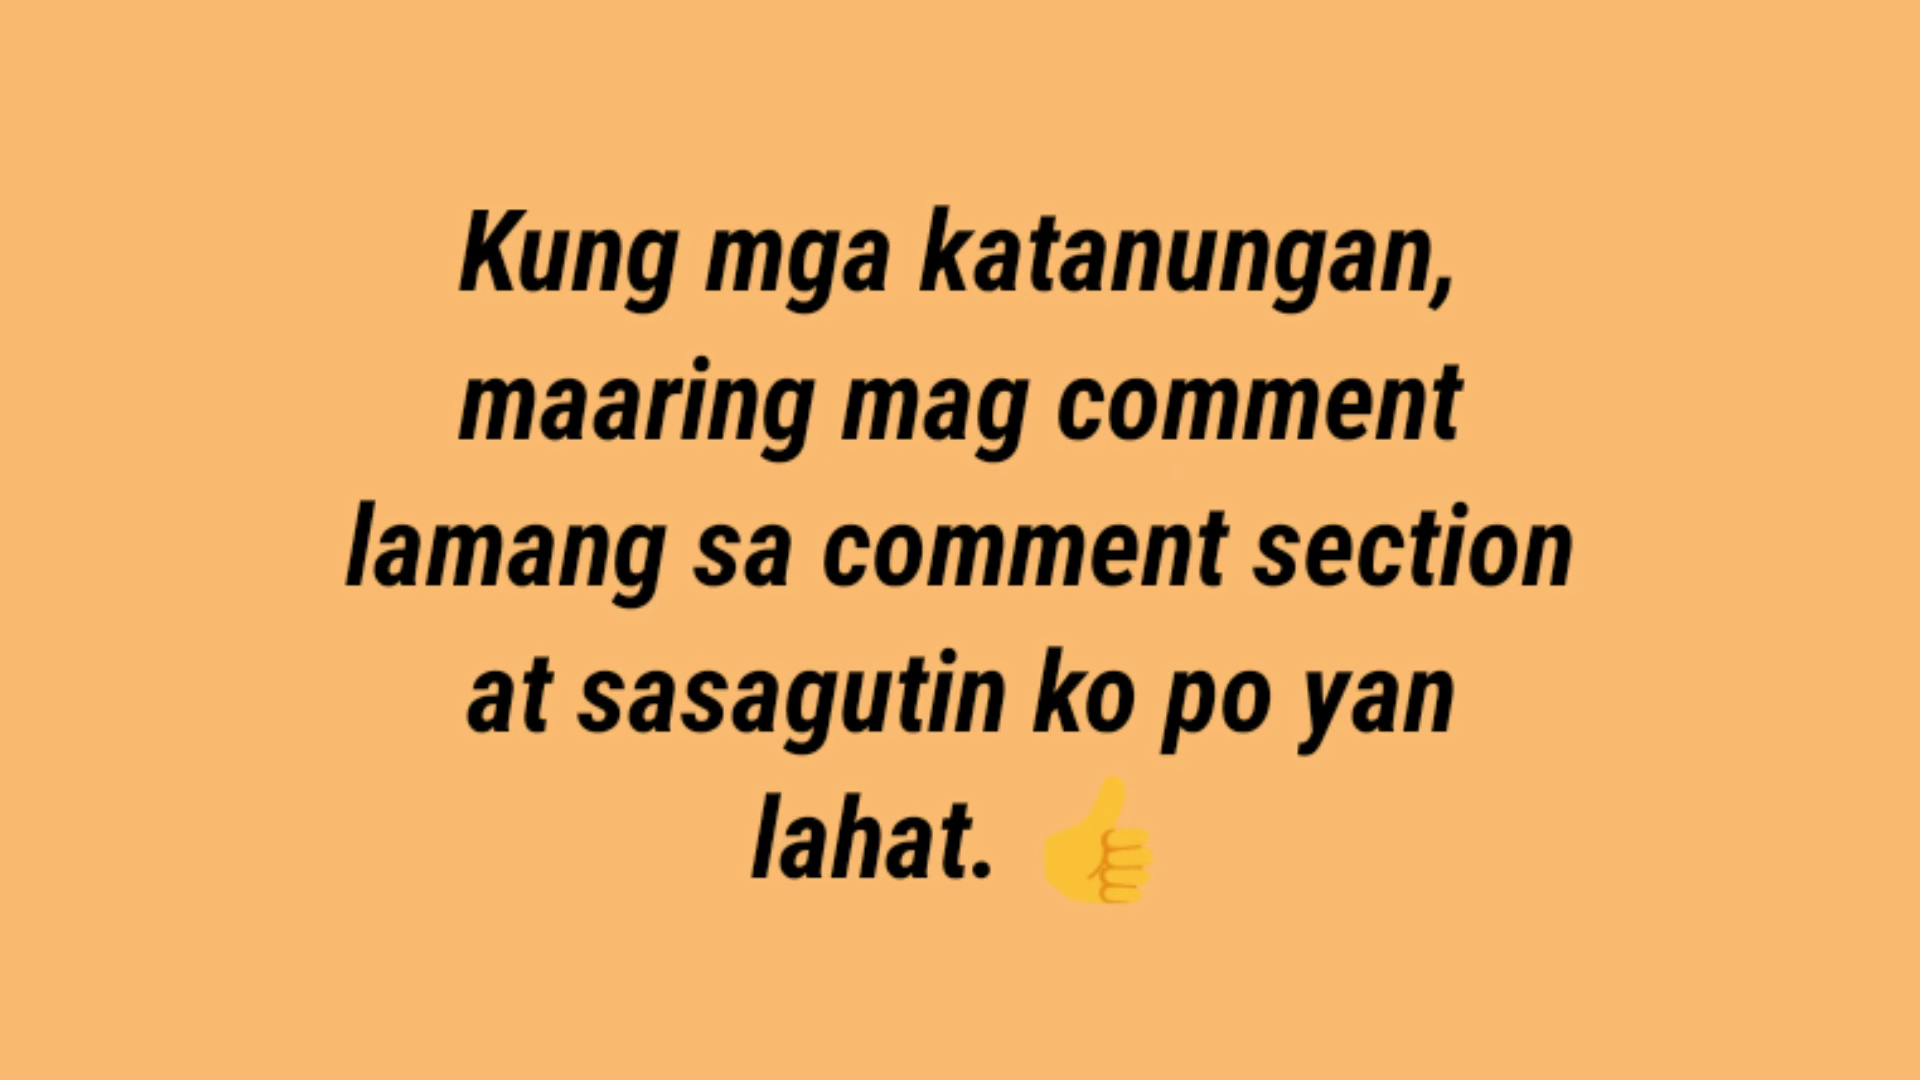 Kung mga katanungan,
maaring mag comment
lamang sa comment section
at sasagutin ko po yan
lahat. 👍